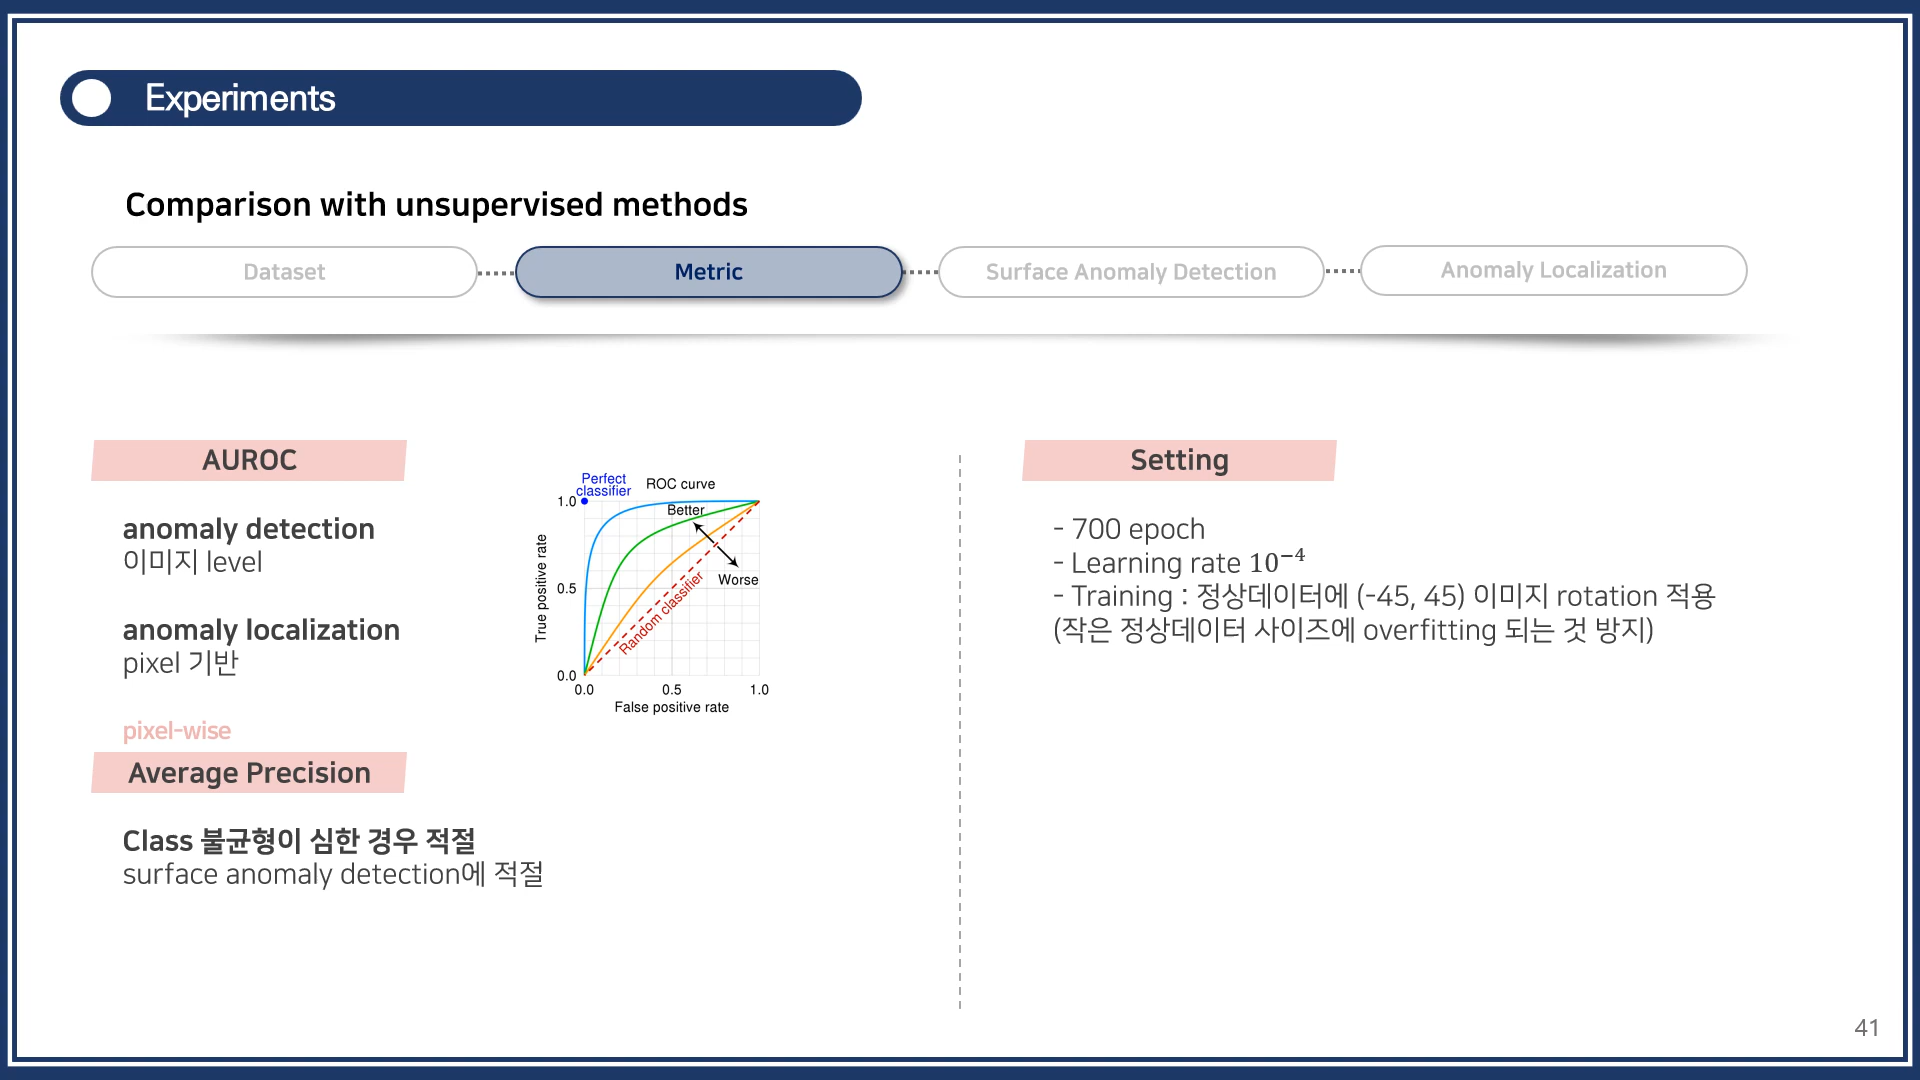 Experiments
Comparison with unsupervised methods
Dataset
Metric
Surface Anomaly Detection
Anomaly Localization
AUROC
anomaly detection
이미지 level
anomaly localization
pixel 기반
Perfect
classifier
ROC curve
1.0
Better
Worse
Random classifier
True positive rate
0.5
0.0
0.0
0.5
1.0
False positive rate
pixel-wise
Average Precision
Class 불균형이 심한 경우 적절
surface anomaly detection에 적절
Setting
- 700 epoch
- Learning rate 10⁻⁴
- Training : 정상데이터에 (-45, 45) 이미지 rotation 적용
(작은 정상데이터 사이즈에 overfitting 되는 것 방지)
41